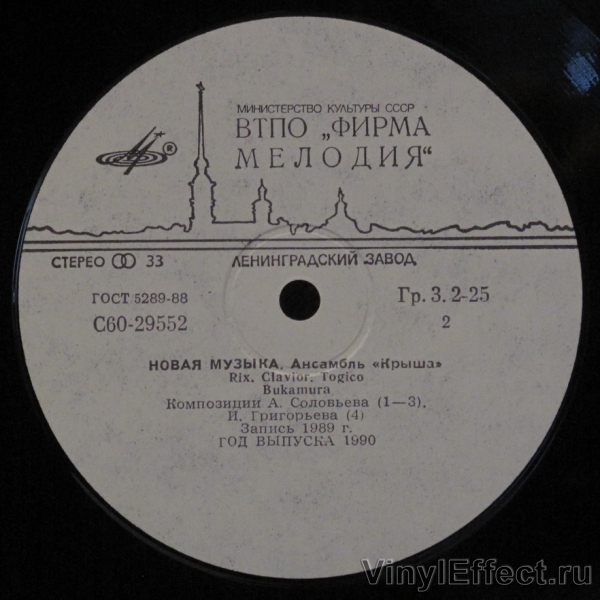 МИНИСТЕРСТВО КУЛЬТУРЫ СССР
ВТПО „ФИРМА
МЕЛОДИЯ“
®
СТЕРЕО 33 ЛЕНИНГРАДСКИЙ ЗАВОД
ГОСТ 5289-88 Гр. 3. 2-25
С60-29552 2
НОВАЯ МУЗЫКА. Ансамбль «Крыша»
Rix, Clavior, Togico
Bukamura
Композиции А. Соловьева (1—3),
И. Григорьева (4)
Запись 1989 г.
ГОД ВЫПУСКА 1990
VinylEffect.ru